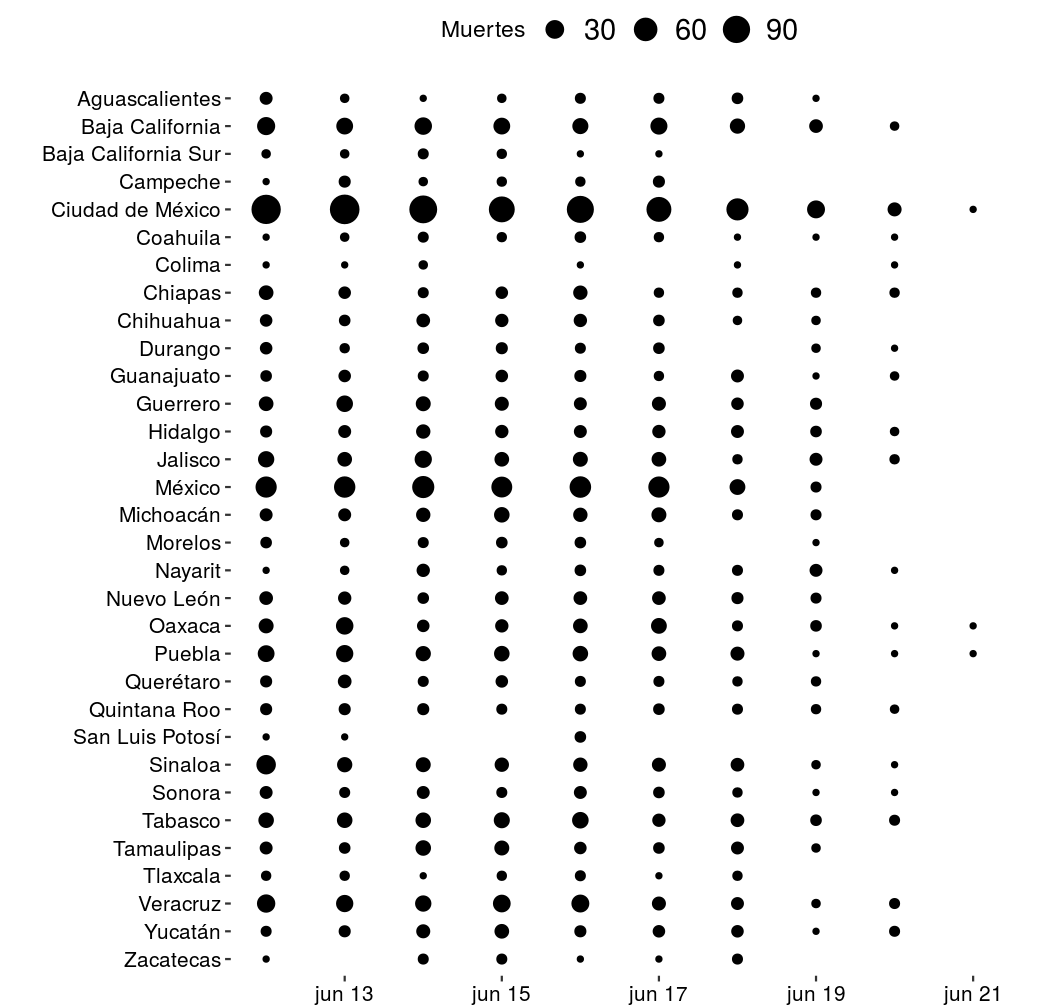 Muertes 30 60 90
Aguascalientes
Baja California
Baja California Sur
Campeche
Ciudad de México
Coahuila
Colima
Chiapas
Chihuahua
Durango
Guanajuato
Guerrero
Hidalgo
Jalisco
México
Michoacán
Morelos
Nayarit
Nuevo León
Oaxaca
Puebla
Querétaro
Quintana Roo
San Luis Potosí
Sinaloa
Sonora
Tabasco
Tamaulipas
Tlaxcala
Veracruz
Yucatán
Zacatecas
jun 13 jun 15 jun 17 jun 19 jun 21